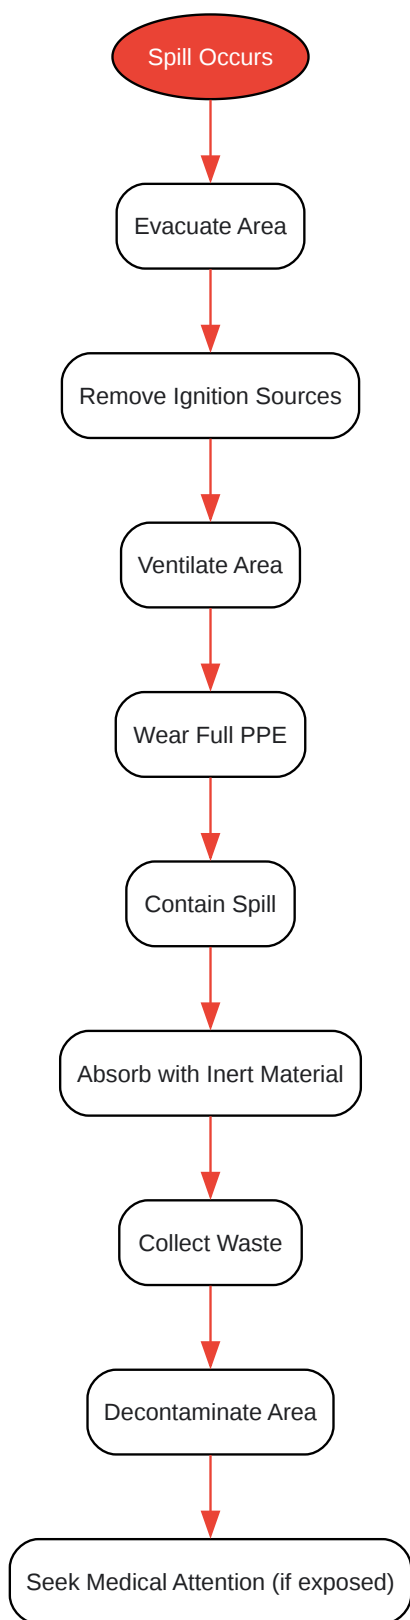 Spill Occurs
Evacuate Area
Remove Ignition Sources
Ventilate Area
Wear Full PPE
Contain Spill
Absorb with Inert Material
Collect Waste
Decontaminate Area
Seek Medical Attention (if exposed)